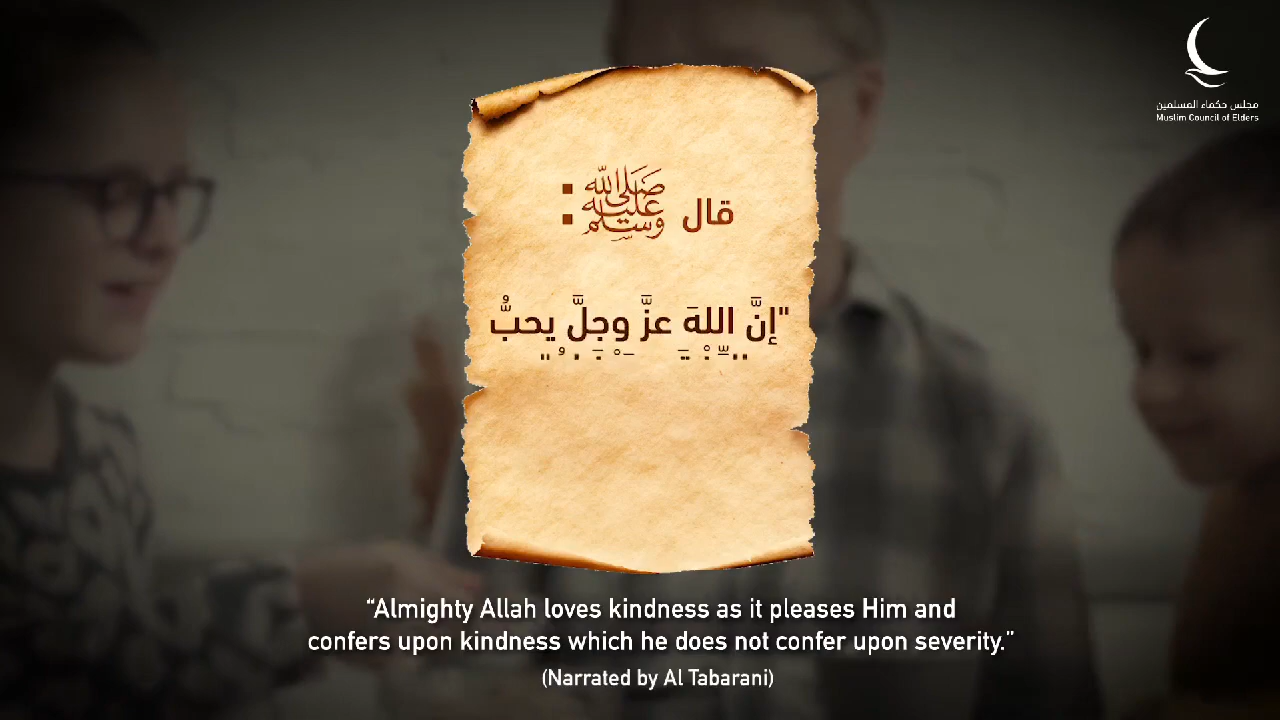 مجلس حكماء المسلمين
Muslim Council of Elders
قال ﷺ:
"إنَّ اللهَ عزَّ وجلَّ يحبُّ
“Almighty Allah loves kindness as it pleases Him and
confers upon kindness which he does not confer upon severity.”
(Narrated by Al Tabarani)